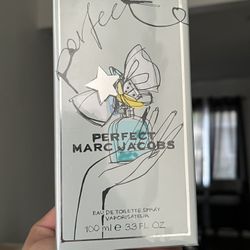 perfect
PERFECT
MARC JACOBS
EAU DE TOILETTE SPRAY
VAPORISATEUR
100 ml e 3.3 FL. OZ.